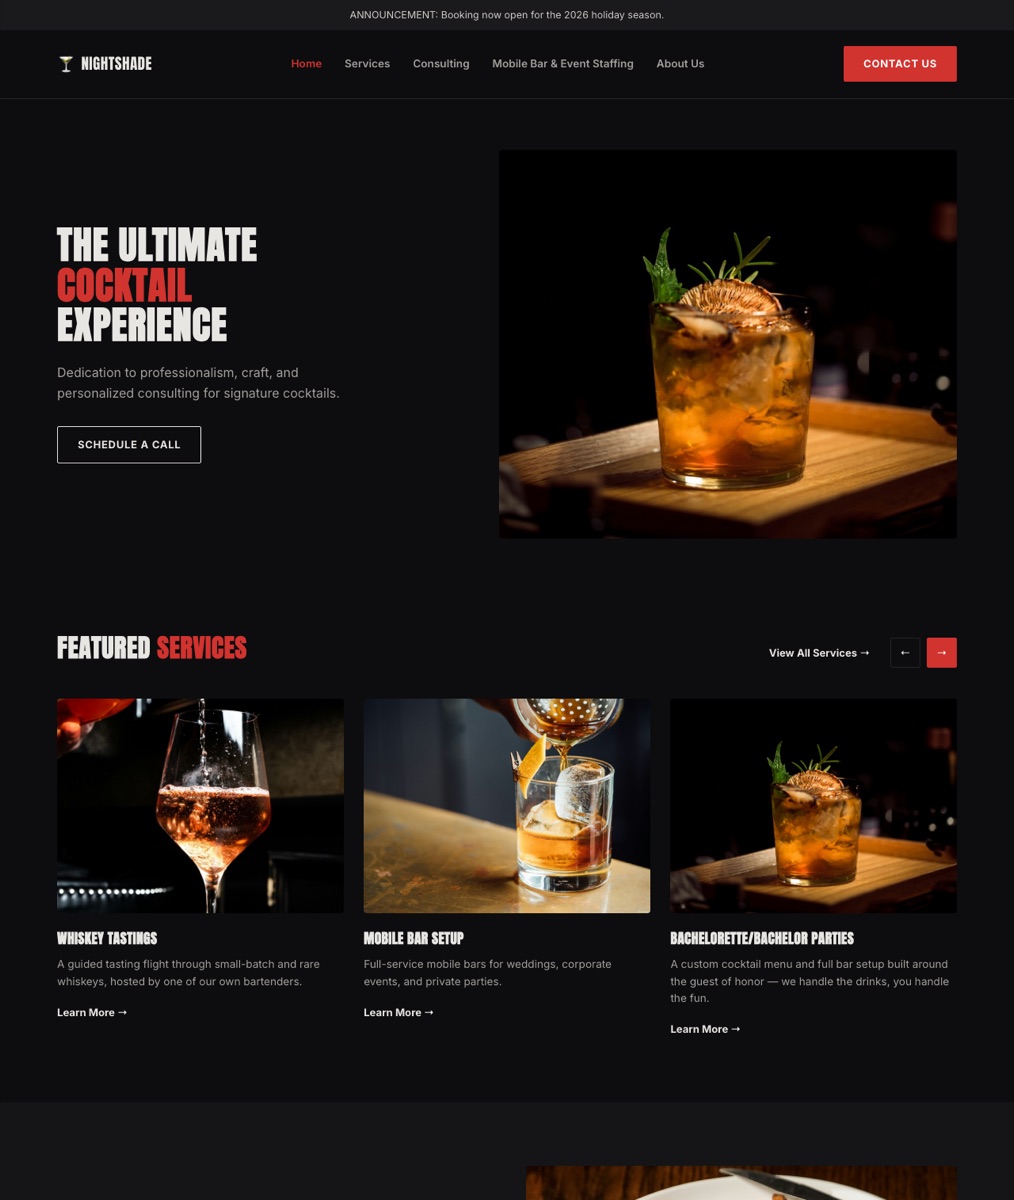 ANNOUNCEMENT: Booking now open for the 2026 holiday season.
NIGHTSHADE
Home
Services
Consulting
Mobile Bar & Event Staffing
About Us
CONTACT US
THE ULTIMATE
COCKTAIL
EXPERIENCE
Dedication to professionalism, craft, and
personalized consulting for signature cocktails.
SCHEDULE A CALL
FEATURED SERVICES
View All Services →
←
→
WHISKEY TASTINGS
A guided tasting flight through small-batch and rare
whiskeys, hosted by one of our own bartenders.
Learn More →
MOBILE BAR SETUP
Full-service mobile bars for weddings, corporate
events, and private parties.
Learn More →
BACHELORETTE/BACHELOR PARTIES
A custom cocktail menu and full bar setup built around
the guest of honor — we handle the drinks, you handle
the fun.
Learn More →